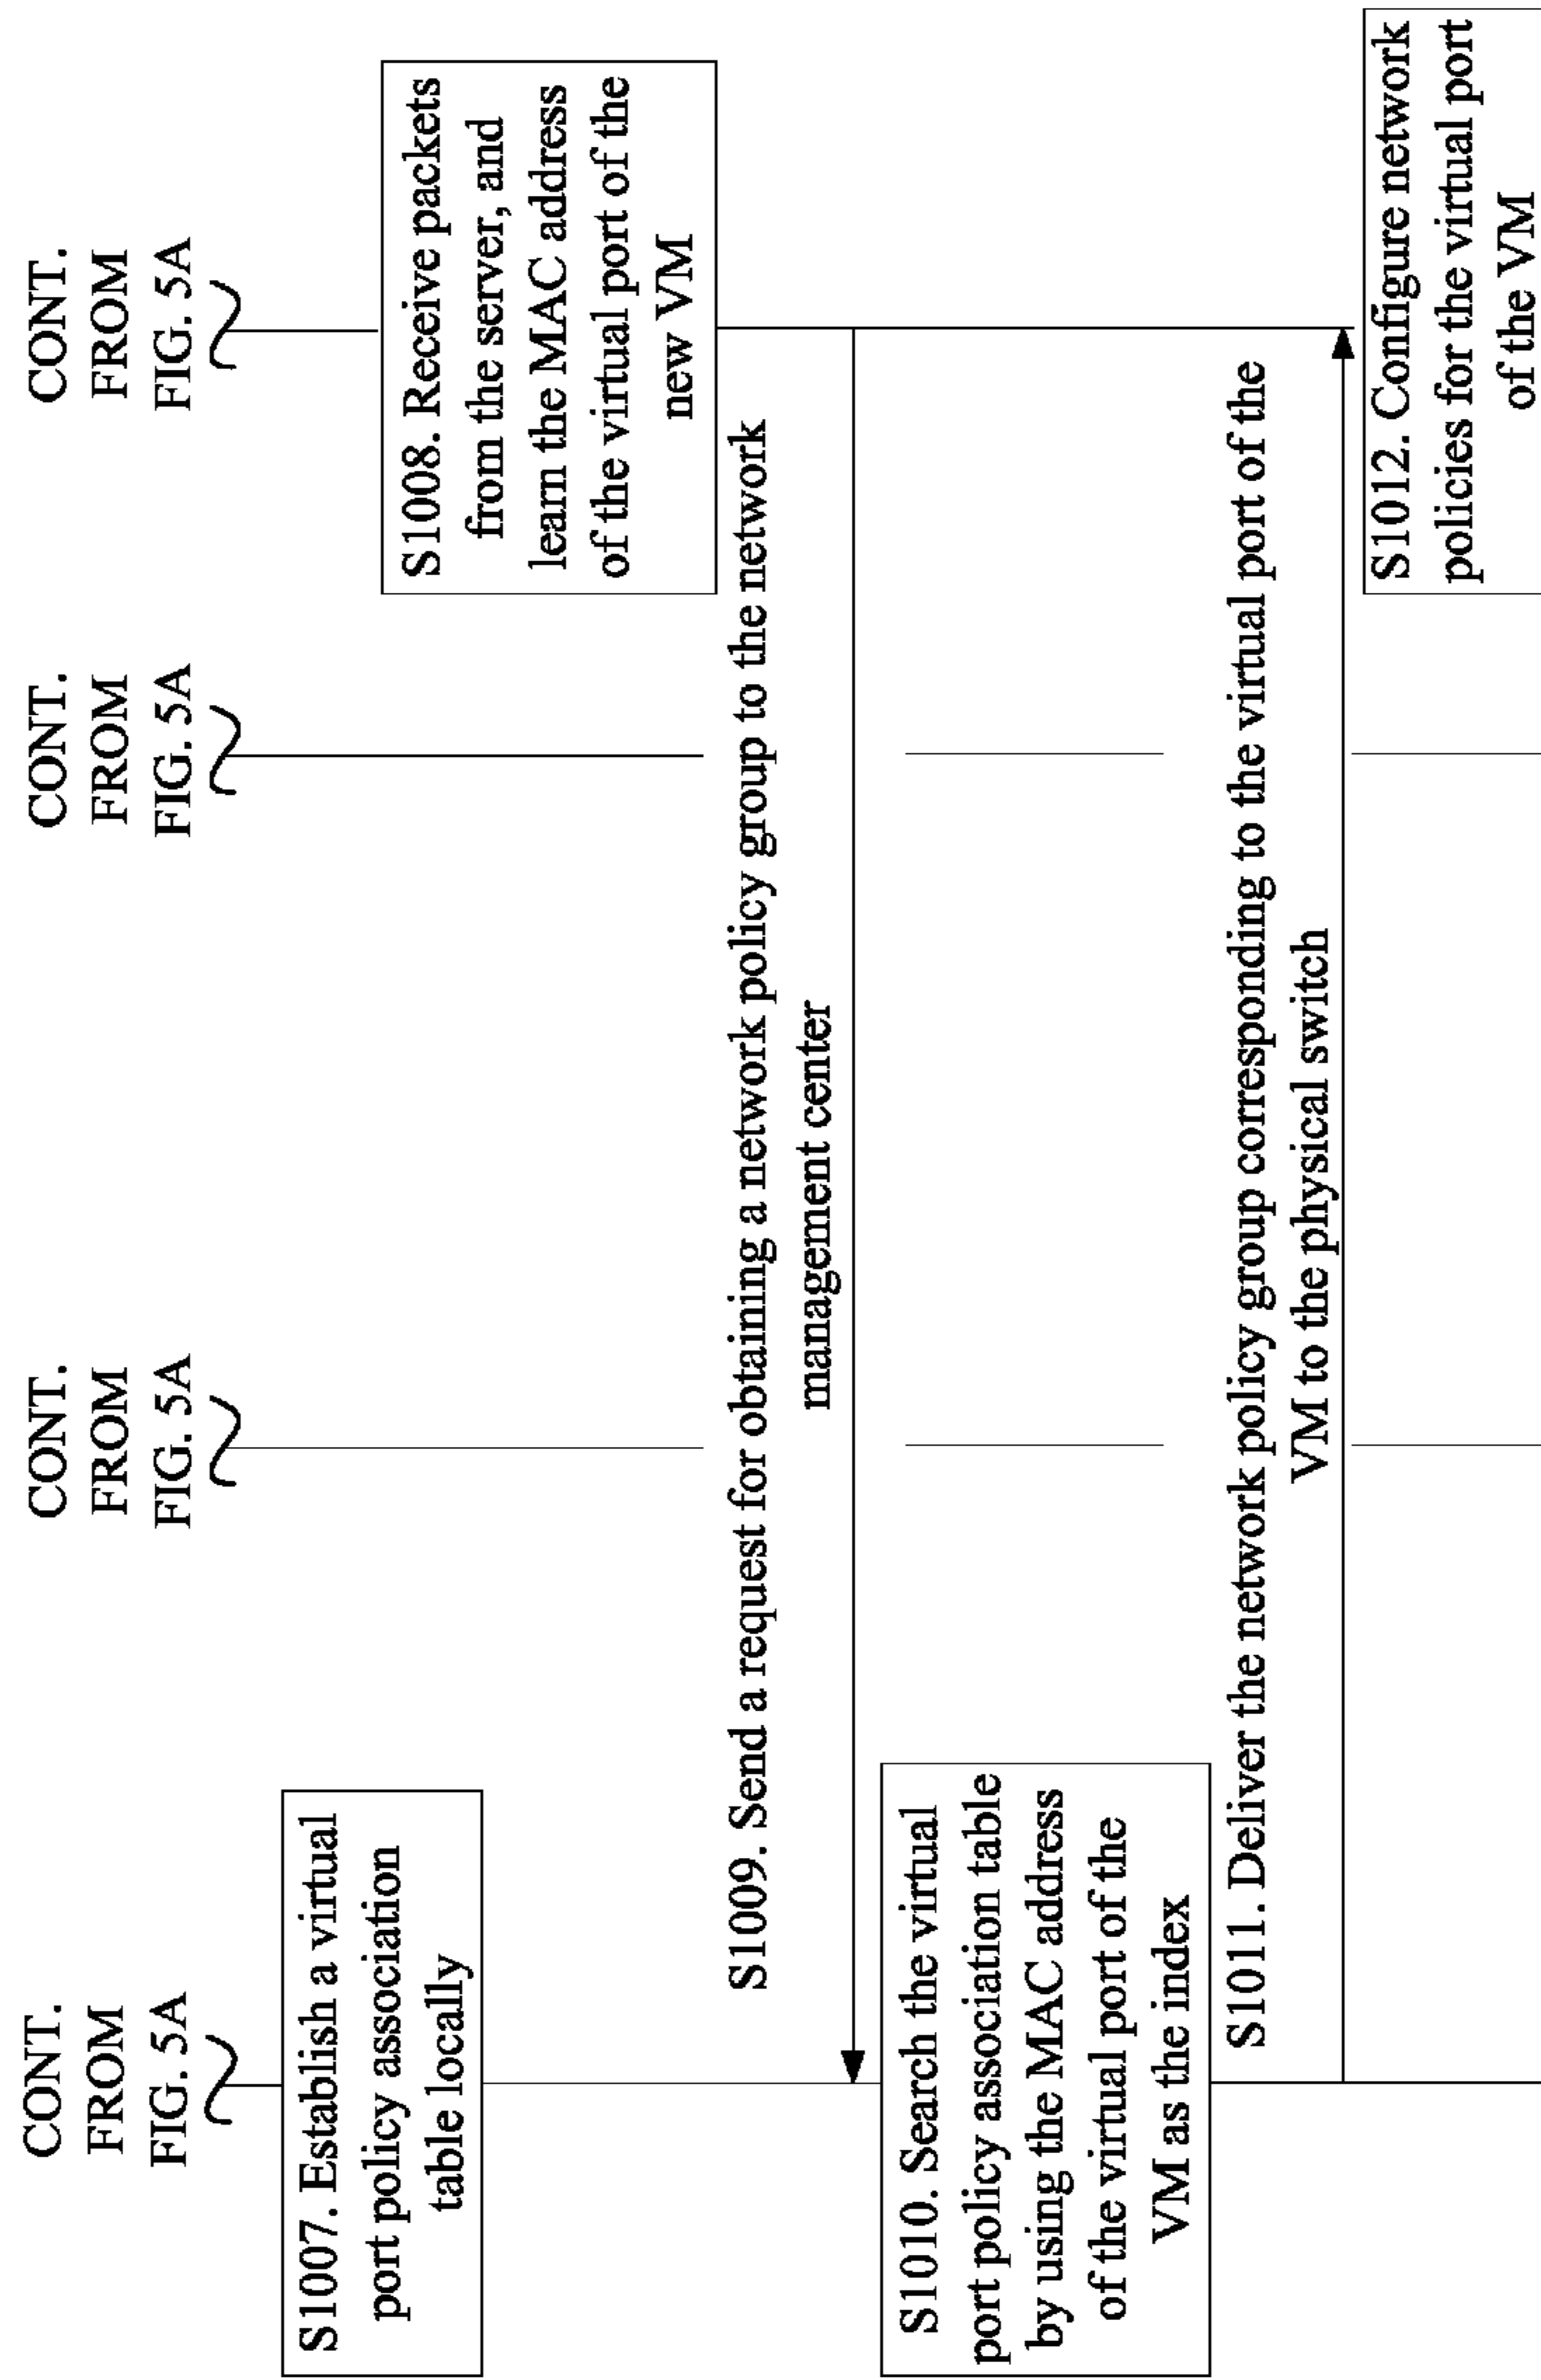 CONT.
FROM
FIG. 5A
CONT.
FROM
FIG. 5A
CONT.
FROM
FIG. 5A
CONT.
FROM
FIG. 5A
S1007. Establish a virtual
port policy association
table locally
S1008. Receive packets
from the server, and
learn the MAC address
of the virtual port of the
new VM
S1009. Send a request for obtaining a network policy group to the network
management center
S1010. Search the virtual
port policy association table
by using the MAC address
of the virtual port of the
VM as the index
S1011. Deliver the network policy group corresponding to the virtual port of the
VM to the physical switch
S1012. Configure network
policies for the virtual port
of the VM